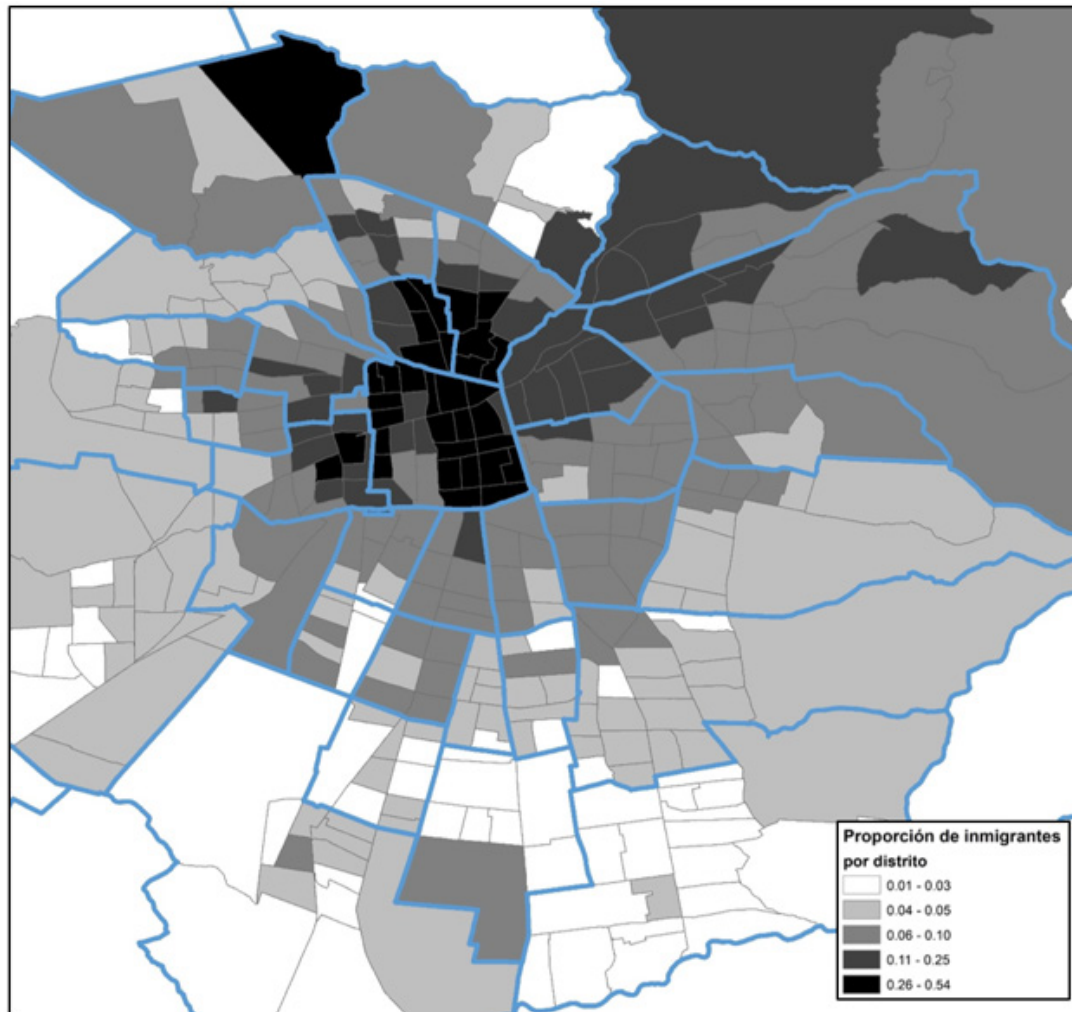 Proporción de inmigrantes
por distrito
0.01 - 0.03
0.04 - 0.05
0.06 - 0.10
0.11 - 0.25
0.26 - 0.54